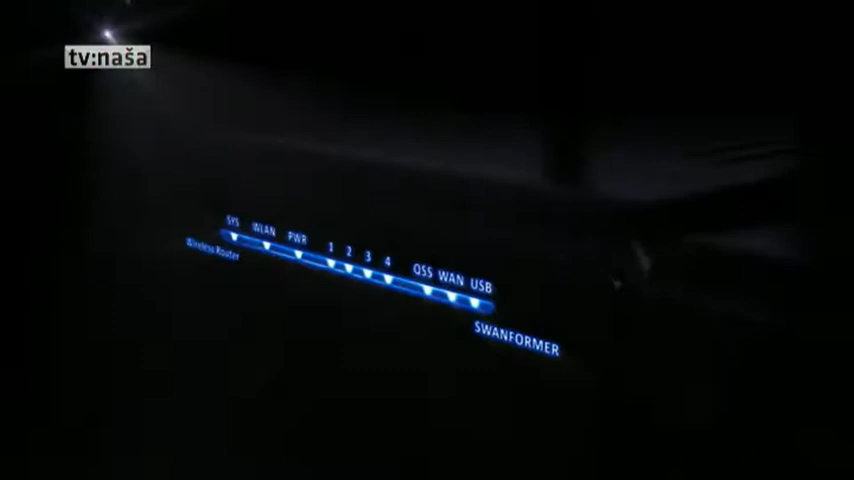 tv:naša
SYS WLAN PWR 1 2 3 4 QSS WAN USB
Wireless Router
SWANFORMER